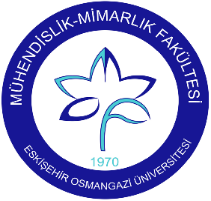 MÜHENDİSLİK-MİMARLIK FAKÜLTESİ
1970
ESKİŞEHİR OSMANGAZİ ÜNİVERSİTESİ